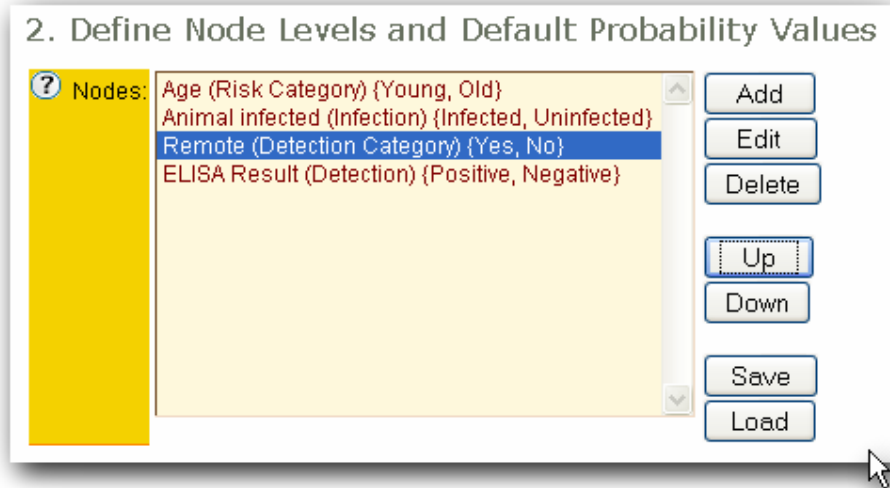 2. Define Node Levels and Default Probability Values
? Nodes:
Age (Risk Category) {Young, Old}
Animal infected (Infection) {Infected, Uninfected}
Remote (Detection Category) {Yes, No}
ELISA Result (Detection) {Positive, Negative}
Add
Edit
Delete
Up
Down
Save
Load